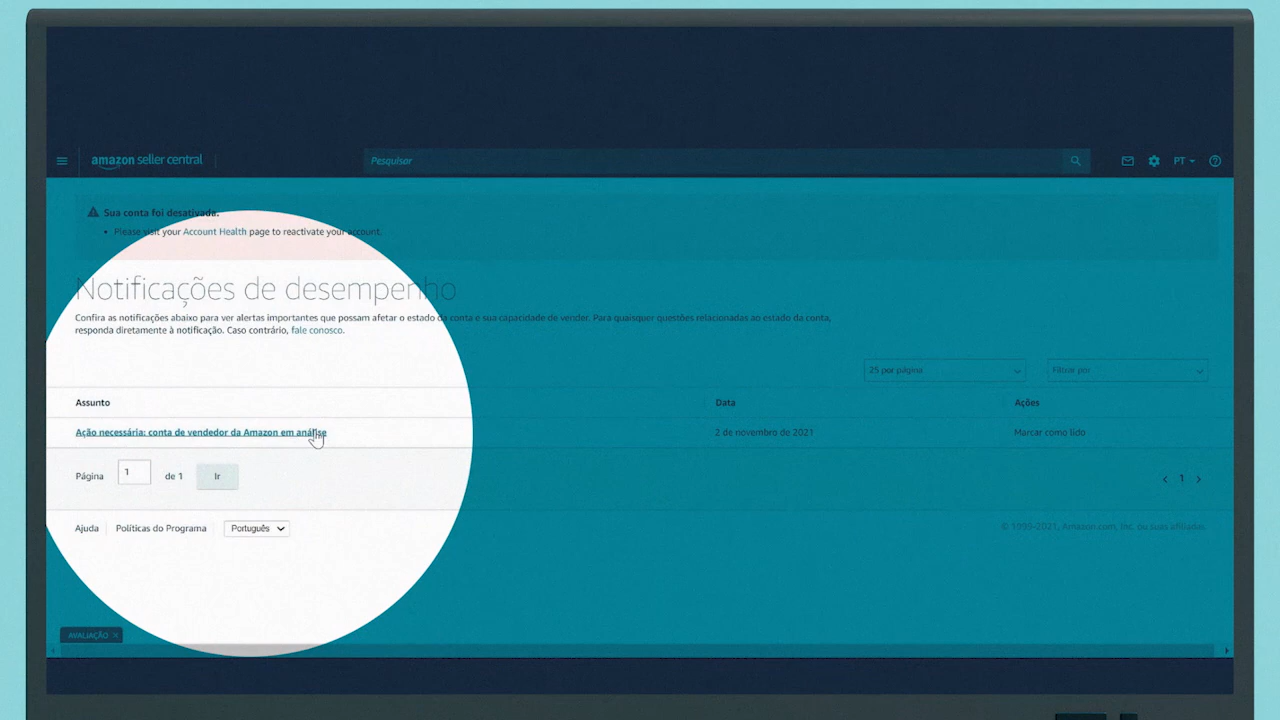 amazon seller central
Pesquisar
PT
Sua conta foi desativada.
• Please visit your Account Health page to reactivate your account.
Notificações de desempenho
Confira as notificações abaixo para ver alertas importantes que possam afetar o estado da conta e sua capacidade de vender. Para quaisquer questões relacionadas ao estado da conta,
responda diretamente à notificação. Caso contrário, fale conosco.
25 por página Filtrar por
Assunto Data Ações
Ação necessária: conta de vendedor da Amazon em análise 2 de novembro de 2021 Marcar como lido
Página 1 de 1 Ir
1
Ajuda Políticas do Programa Português
© 1999-2021, Amazon.com, Inc. ou suas afiliadas.
AVALIAÇÃO ×